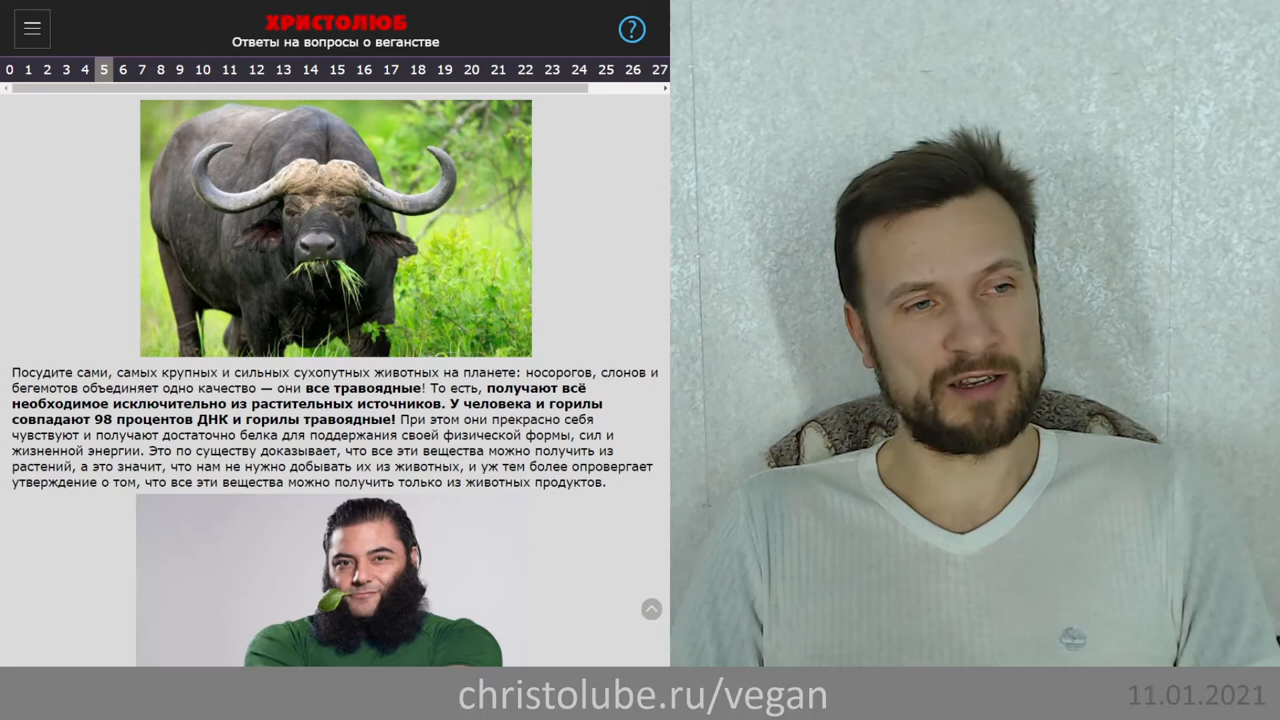 ХРИСТОЛЮБ
Ответы на вопросы о веганстве
?
0 1 2 3 4 5 6 7 8 9 10 11 12 13 14 15 16 17 18 19 20 21 22 23 24 25 26 27
Посудите сами, самых крупных и сильных сухопутных животных на планете: носорогов, слонов и
бегемотов объединяет одно качество — они все травоядные! То есть, получают всё
необходимое исключительно из растительных источников. У человека и горилы
совпадают 98 процентов ДНК и горилы травоядные! При этом они прекрасно себя
чувствуют и получают достаточно белка для поддержания своей физической формы, сил и
жизненной энергии. Это по существу доказывает, что все эти вещества можно получить из
растений, а это значит, что нам не нужно добывать их из животных, и уж тем более опровергает
утверждение о том, что все эти вещества можно получить только из животных продуктов.
christolube.ru/vegan
11.01.2021